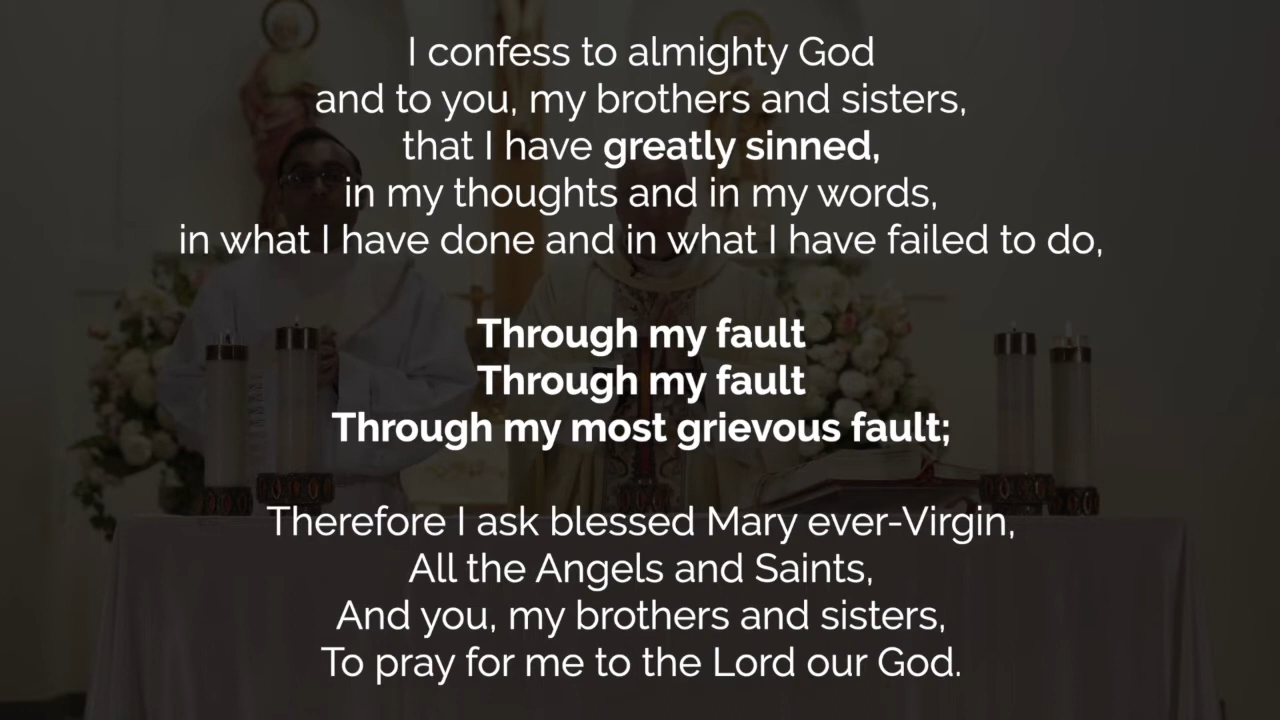 I confess to almighty God
and to you, my brothers and sisters,
that I have greatly sinned,
in my thoughts and in my words,
in what I have done and in what I have failed to do,
Through my fault
Through my fault
Through my most grievous fault;
Therefore I ask blessed Mary ever-Virgin,
All the Angels and Saints,
And you, my brothers and sisters,
To pray for me to the Lord our God.